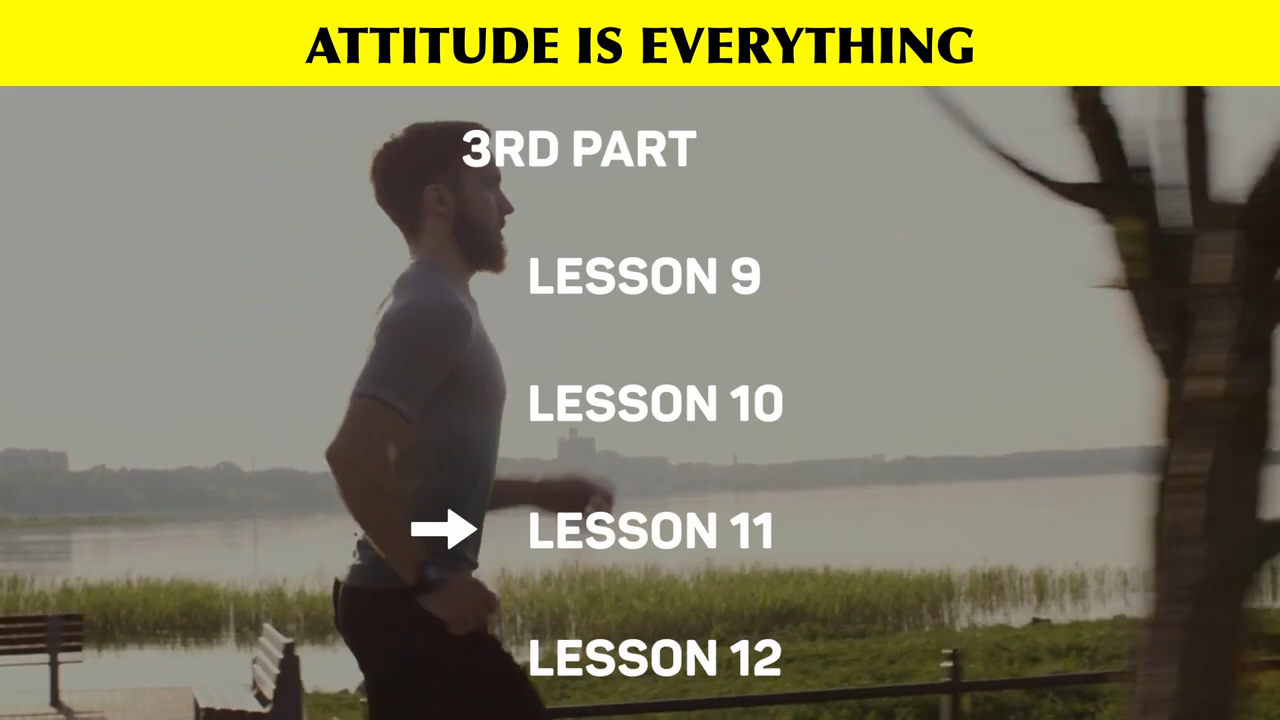 ATTITUDE IS EVERYTHING
3RD PART
LESSON 9
LESSON 10
LESSON 11
LESSON 12